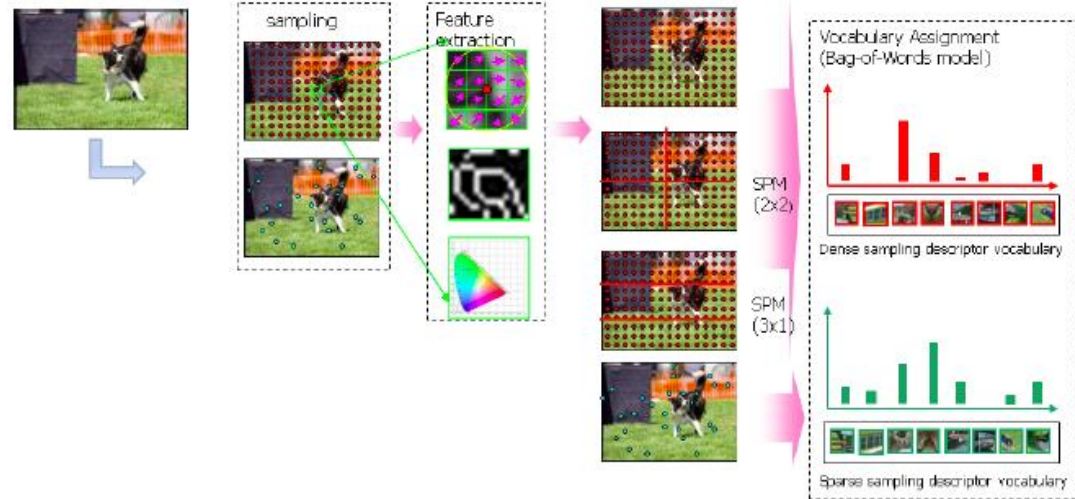 sampling
Feature
extraction
SPM
(2x2)
SPM
(3x1)
Vocabulary Assignment
(Bag-of-Words model)
Dense sampling descriptor vocabulary
Sparse sampling descriptor vocabulary